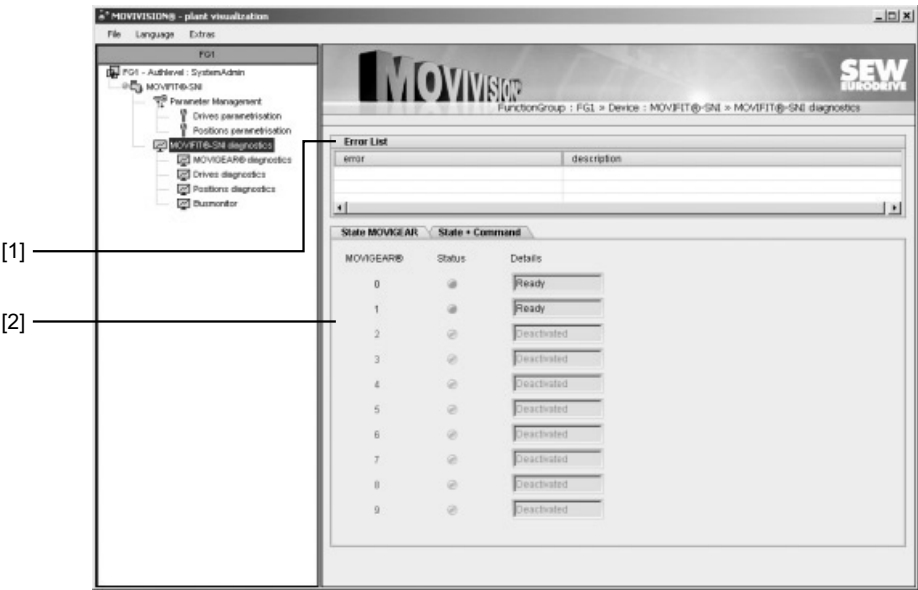 MOVIVISION® - plant visualization
File Language Extras
FG1
FG1 - Authlevel : SystemAdmin
MOVIFIT®-SNI
Parameter Management
Drives parametrisation
Positions parametrisation
MOVIFIT®-SNI diagnostics
MOVIGEAR® diagnostics
Drives diagnostics
Positions diagnostics
Busmonitor
MOVIVISION®
SEW
EURODRIVE
FunctionGroup : FG1 » Device : MOVIFIT®-SNI » MOVIFIT®-SNI diagnostics
Error List
error description
[1]
State MOVIGEAR State + Command
MOVIGEAR® Status Details
0 Ready
1 Ready
[2]
2 Deactivated
3 Deactivated
4 Deactivated
5 Deactivated
6 Deactivated
7 Deactivated
8 Deactivated
9 Deactivated